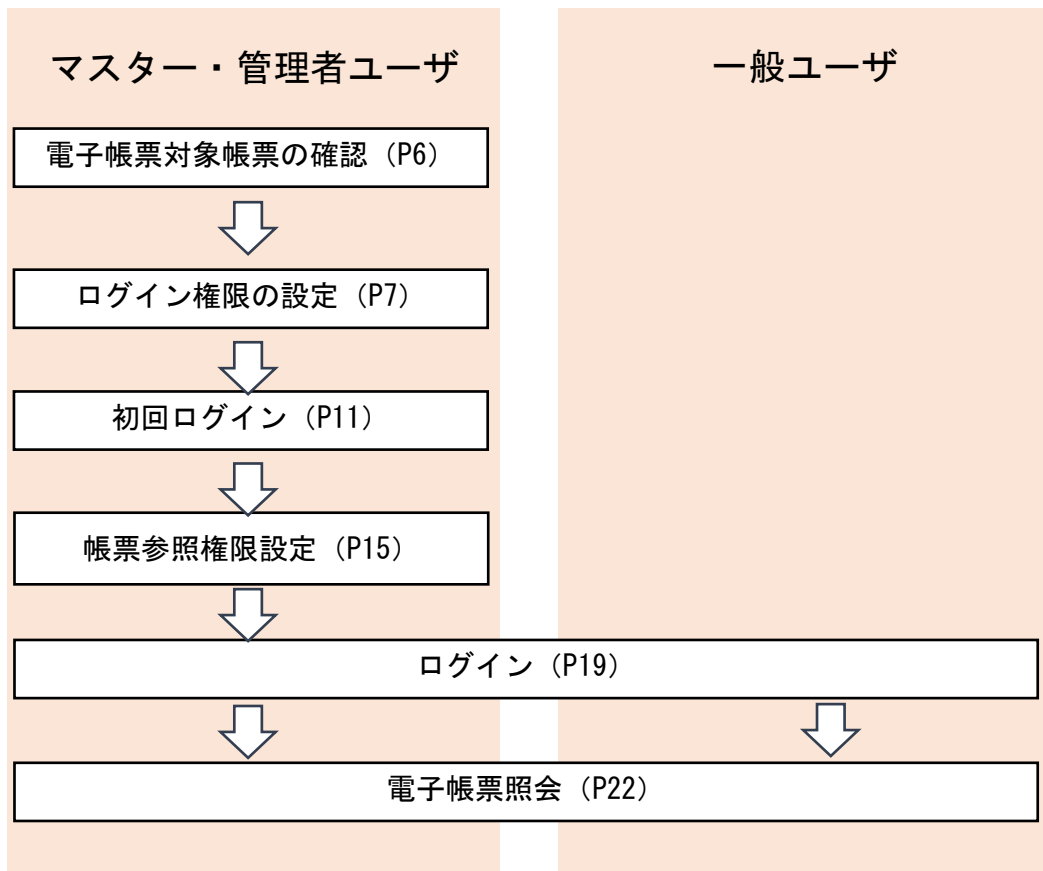 マスター・管理者ユーザ
一般ユーザ
電子帳票対象帳票の確認（P6）
ログイン権限の設定（P7）
初回ログイン（P11）
帳票参照権限設定（P15）
ログイン（P19）
電子帳票照会（P22）